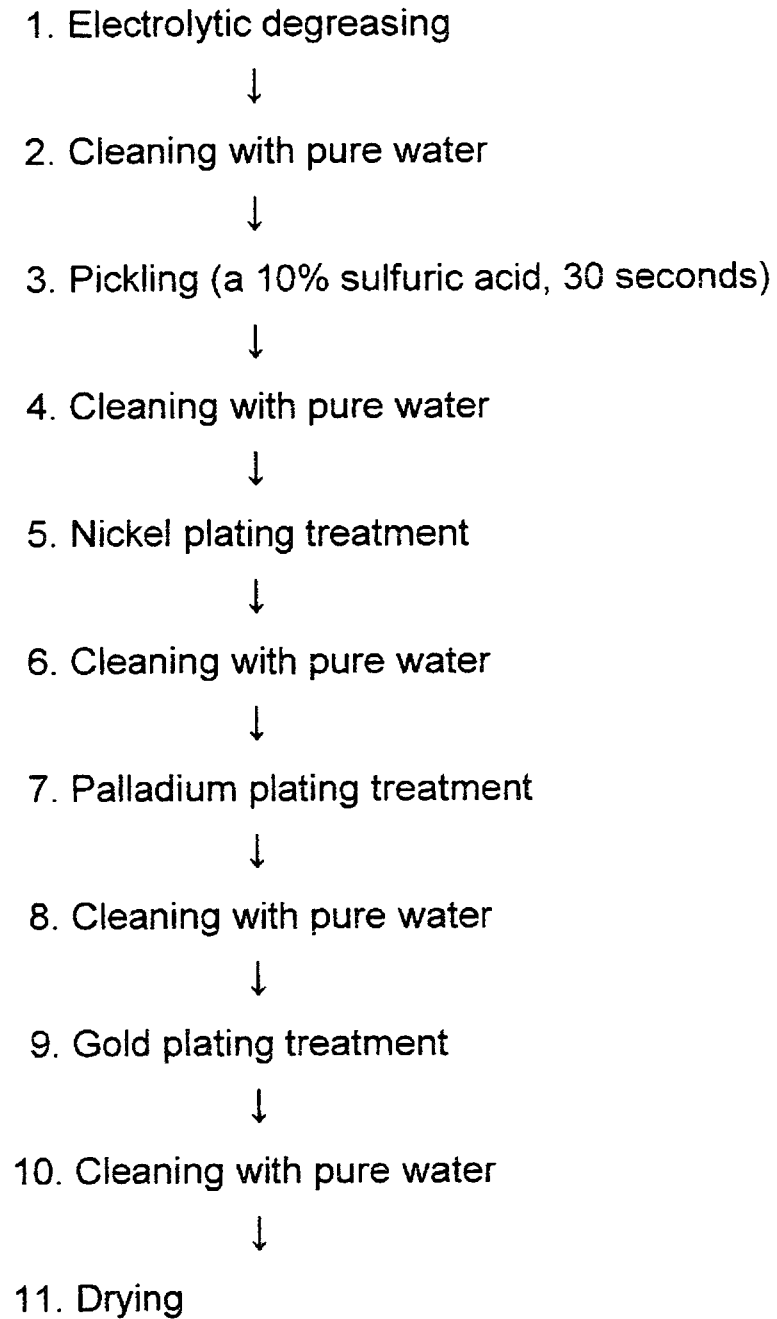 1. Electrolytic degreasing
↓
2. Cleaning with pure water
↓
3. Pickling (a 10% sulfuric acid, 30 seconds)
↓
4. Cleaning with pure water
↓
5. Nickel plating treatment
↓
6. Cleaning with pure water
↓
7. Palladium plating treatment
↓
8. Cleaning with pure water
↓
9. Gold plating treatment
↓
10. Cleaning with pure water
↓
11. Drying